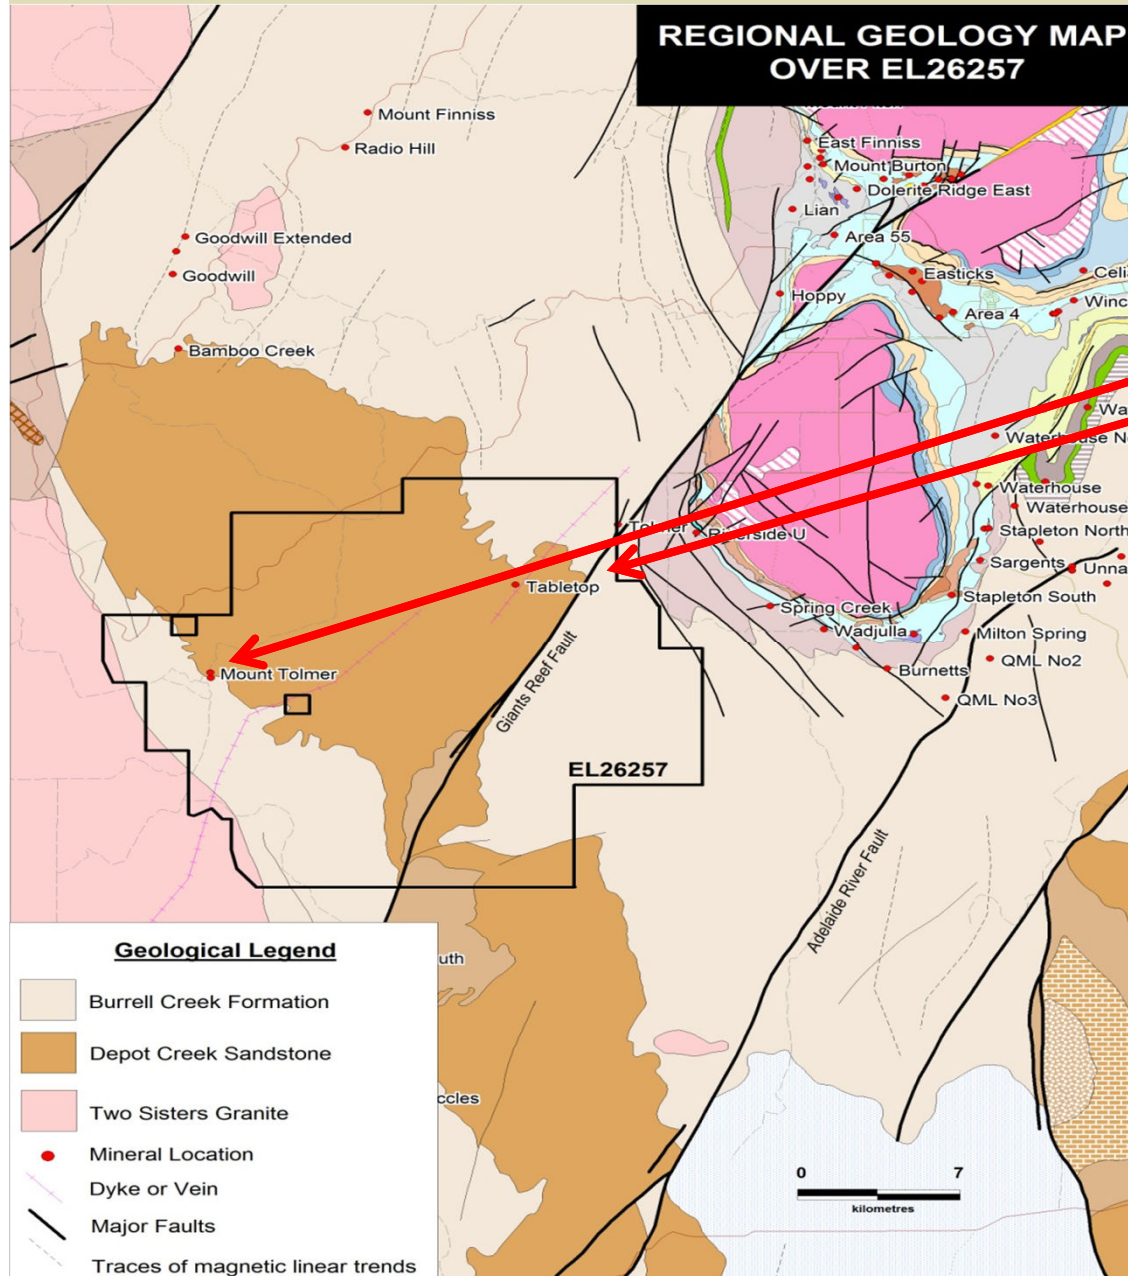 REGIONAL GEOLOGY MAP
OVER EL26257
Mount Finniss
Radio Hill
East Finniss
Mount Burton
Dolerite Ridge East
Lian
Area 55
Goodwill Extended
Goodwill
Easticks
Hoppy
Area 4
Bamboo Creek
Waterhouse
Waterhouse
Tolmer
Riverside U
Stapleton North
Sargents
Tabletop
Stapleton South
Spring Creek
Wadjulla
Milton Spring
Mount Tolmer
Burnetts
QML No2
QML No3
Giants Reef Fault
EL26257
Adelaide River Fault
Geological Legend
Burrell Creek Formation
Depot Creek Sandstone
Two Sisters Granite
Mineral Location
Dyke or Vein
Major Faults
Traces of magnetic linear trends
0 7
kilometres